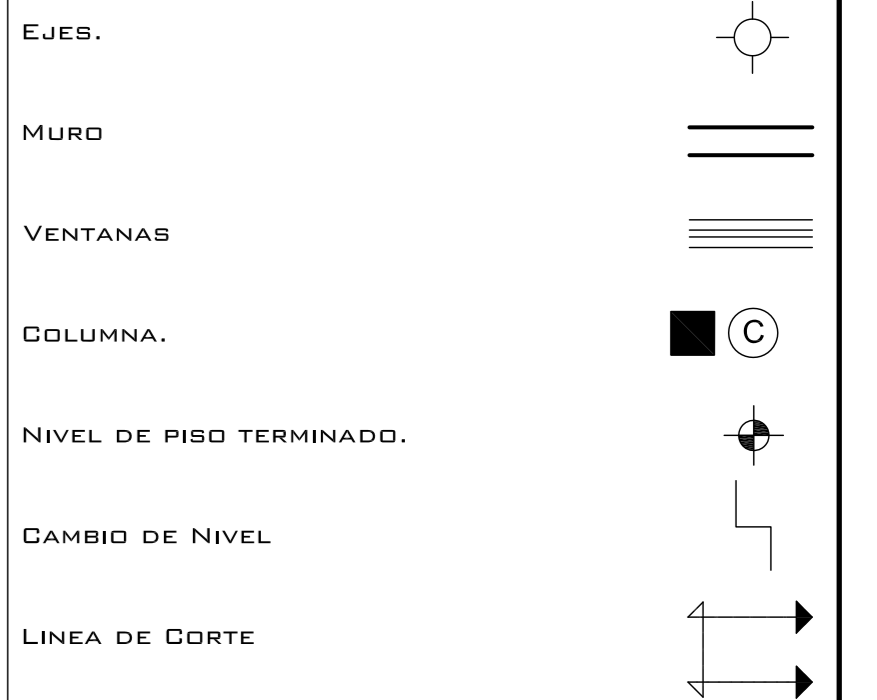 Ejes.
Muro
Ventanas
Columna.
C
Nivel de piso terminado.
Cambio de Nivel
Linea de Corte